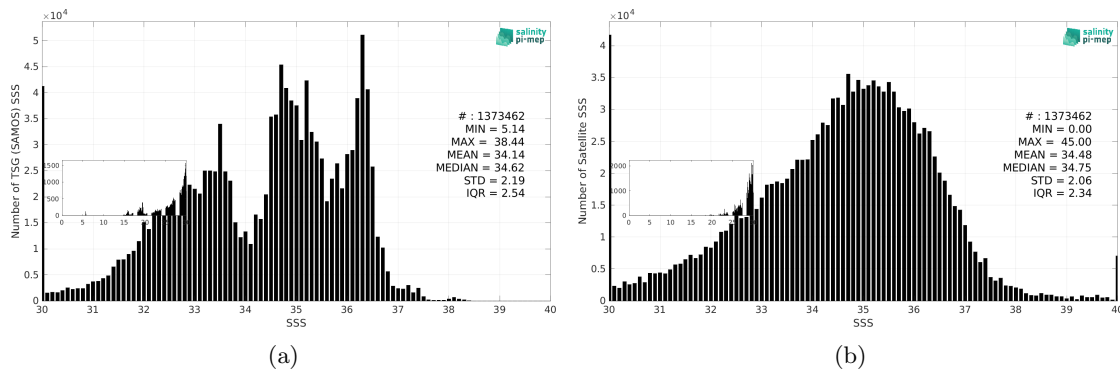 ×10⁴
5
4.5
4
3.5
3
2.5
2
1.5
1
0.5
0
Number of TSG (SAMOS) SSS
salinity
pi-mep
# : 1373462
MIN = 5.14
MAX = 38.44
MEAN = 34.14
MEDIAN = 34.62
STD = 2.19
IQR = 2.54
1500
1000
500
0
0 5 10 15 20 25
30 31 32 33 34 35 36 37 38 39 40
SSS
(a)
×10⁴
4
3.5
3
2.5
2
1.5
1
0.5
0
Number of Satellite SSS
salinity
pi-mep
# : 1373462
MIN = 0.00
MAX = 45.00
MEAN = 34.48
MEDIAN = 34.75
STD = 2.06
IQR = 2.34
2000
1000
0
0 5 10 15 20 25
30 31 32 33 34 35 36 37 38 39 40
SSS
(b)